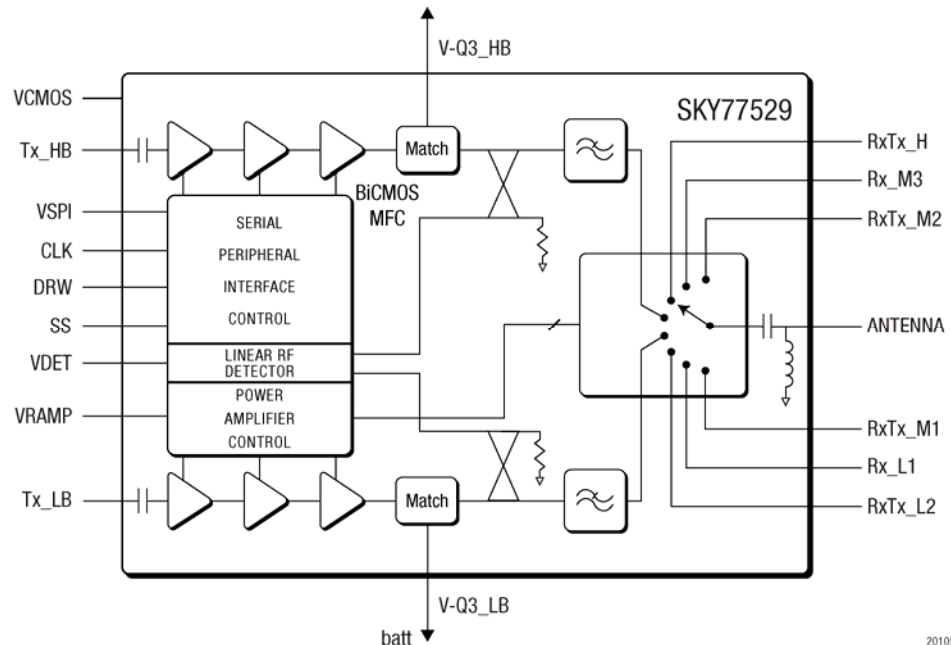 V-Q3_HB
SKY77529
VCMOS
Tx_HB
Match
RxTx_H
BiCMOS
MFC
Rx_M3
VSPI
SERIAL
RxTx_M2
CLK
PERIPHERAL
DRW
INTERFACE
SS
CONTROL
ANTENNA
VDET
LINEAR RF
DETECTOR
POWER
VRAMP
AMPLIFIER
RxTx_M1
CONTROL
Rx_L1
Tx_LB
Match
RxTx_L2
V-Q3_LB
batt